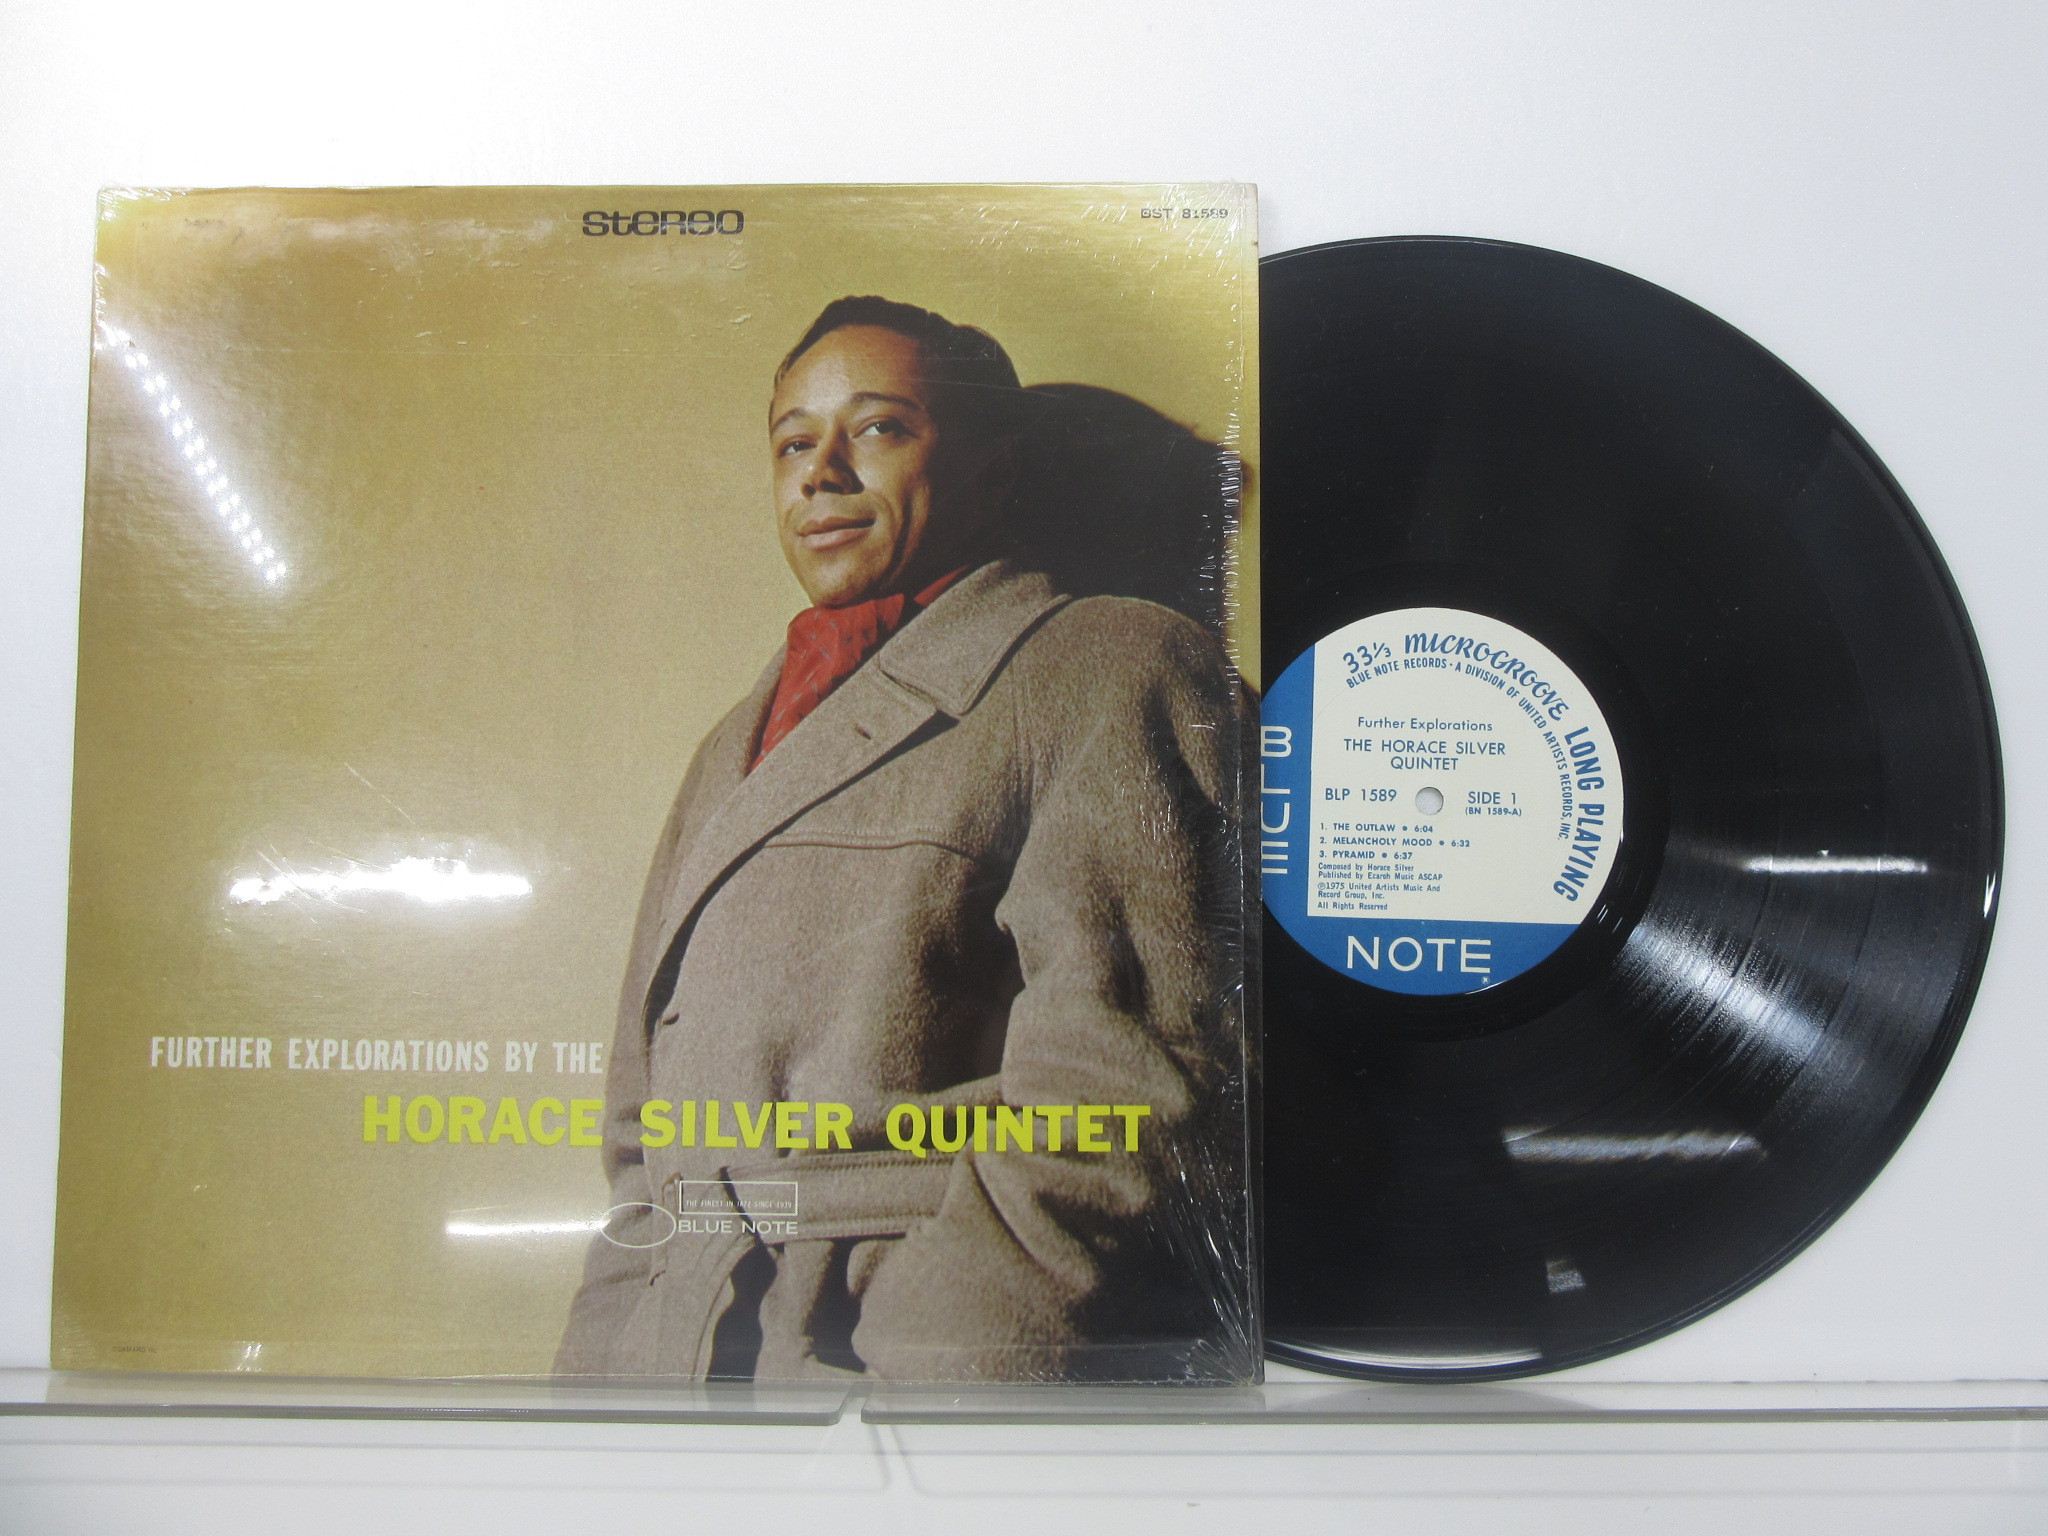 stereo
BST 81589
FURTHER EXPLORATIONS BY THE
HORACE SILVER QUINTET
THE FINEST IN JAZZ SINCE 1939
BLUE NOTE
33 1/3 MICROGROOVE LONG PLAYING
BLUE NOTE RECORDS • A DIVISION OF UNITED ARTISTS RECORDS, INC.
Further Explorations
THE HORACE SILVER
QUINTET
BLP 1589
SIDE 1
(BN 1589-A)
1. THE OUTLAW • 6:04
2. MELANCHOLY MOOD • 6:32
3. PYRAMID • 6:37
Composed by Horace Silver
Published by Ecaroh Music ASCAP
℗1975 United Artists Music And
Record Group, Inc.
All Rights Reserved
BLUE
NOTE
®